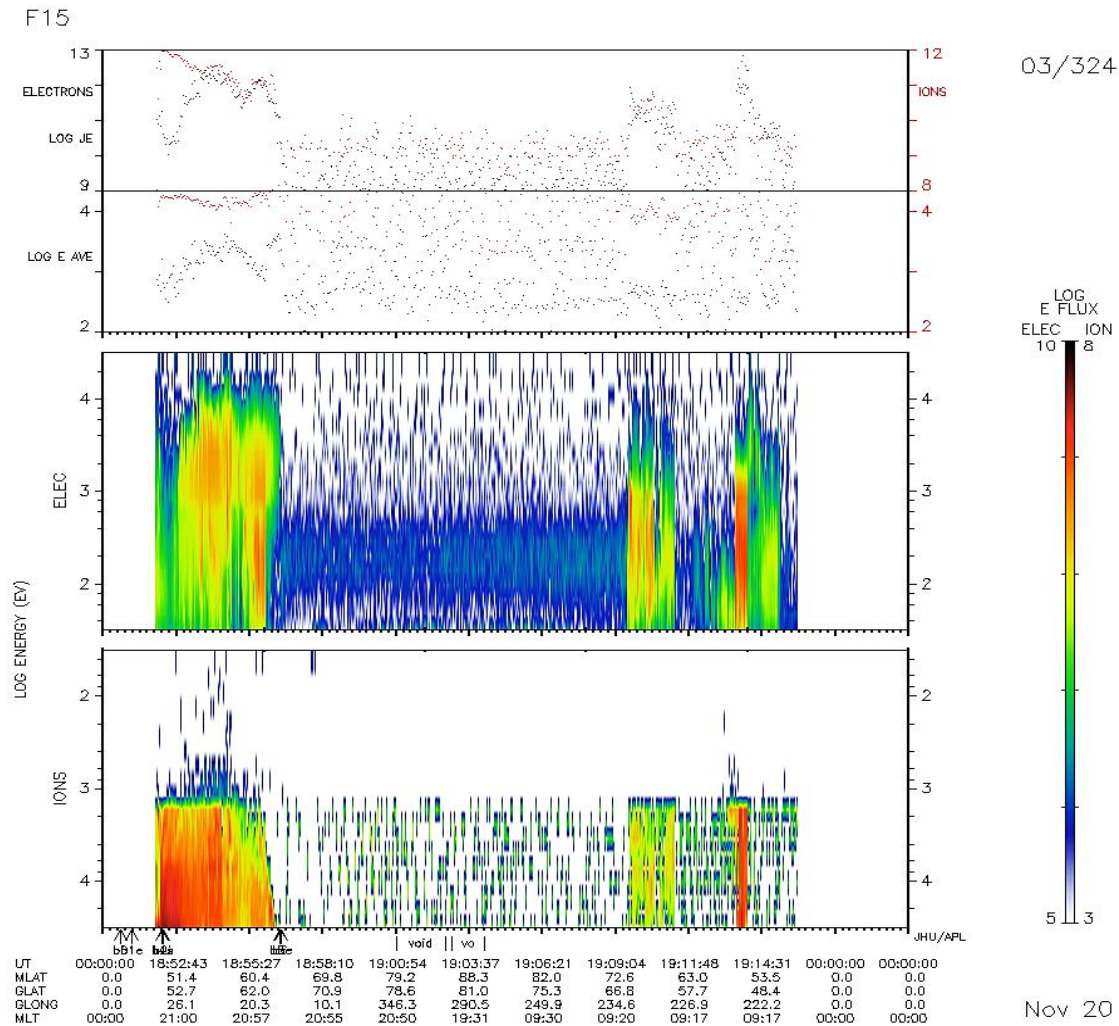 F15
03/324
13
12
ELECTRONS
IONS
LOG JE
9
8
4
4
LOG E AVE
2
2
LOG
E FLUX
ELEC ION
10 8
5 3
4
4
ELEC
3
3
2
2
LOG ENERGY (EV)
2
2
IONS
3
3
4
4
JHU/APL
void vo
UT 00:00:00 18:52:43 18:55:27 18:58:10 19:00:54 19:03:37 19:06:21 19:09:04 19:11:48 19:14:31 00:00:00 00:00:00
MLAT 0.0 51.4 60.4 69.8 79.2 88.3 82.0 72.6 63.0 53.5 0.0 0.0
GLAT 0.0 52.7 62.0 70.9 78.6 81.0 75.3 66.8 57.7 48.4 0.0 0.0
GLONG 0.0 26.1 20.3 10.1 346.3 290.5 249.9 234.6 226.9 222.2 0.0 0.0
MLT 00:00 21:00 20:57 20:55 20:50 19:31 09:30 09:20 09:17 09:17 00:00 00:00
Nov 20